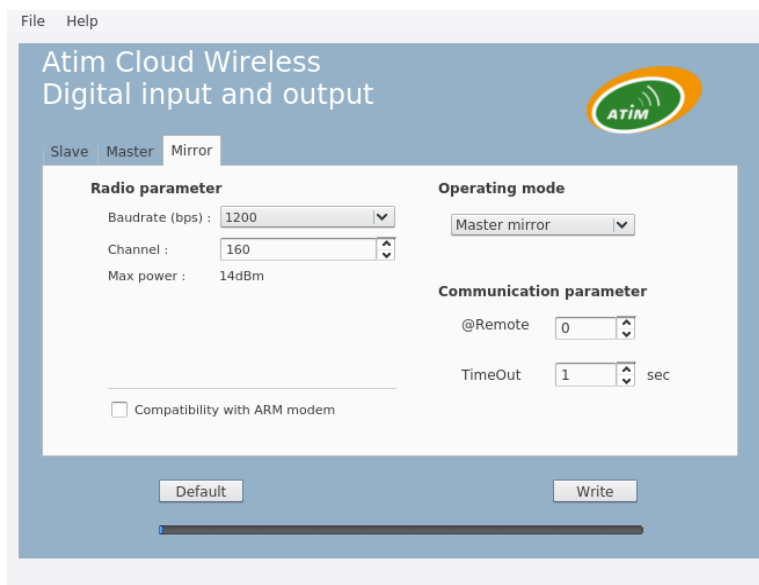 File Help
Atim Cloud Wireless
Digital input and output
ATIM
Slave Master Mirror
Radio parameter
Baudrate (bps) : 1200
Channel : 160
Max power : 14dBm
Compatibility with ARM modem
Operating mode
Master mirror
Communication parameter
@Remote 0
TimeOut 1 sec
Default Write